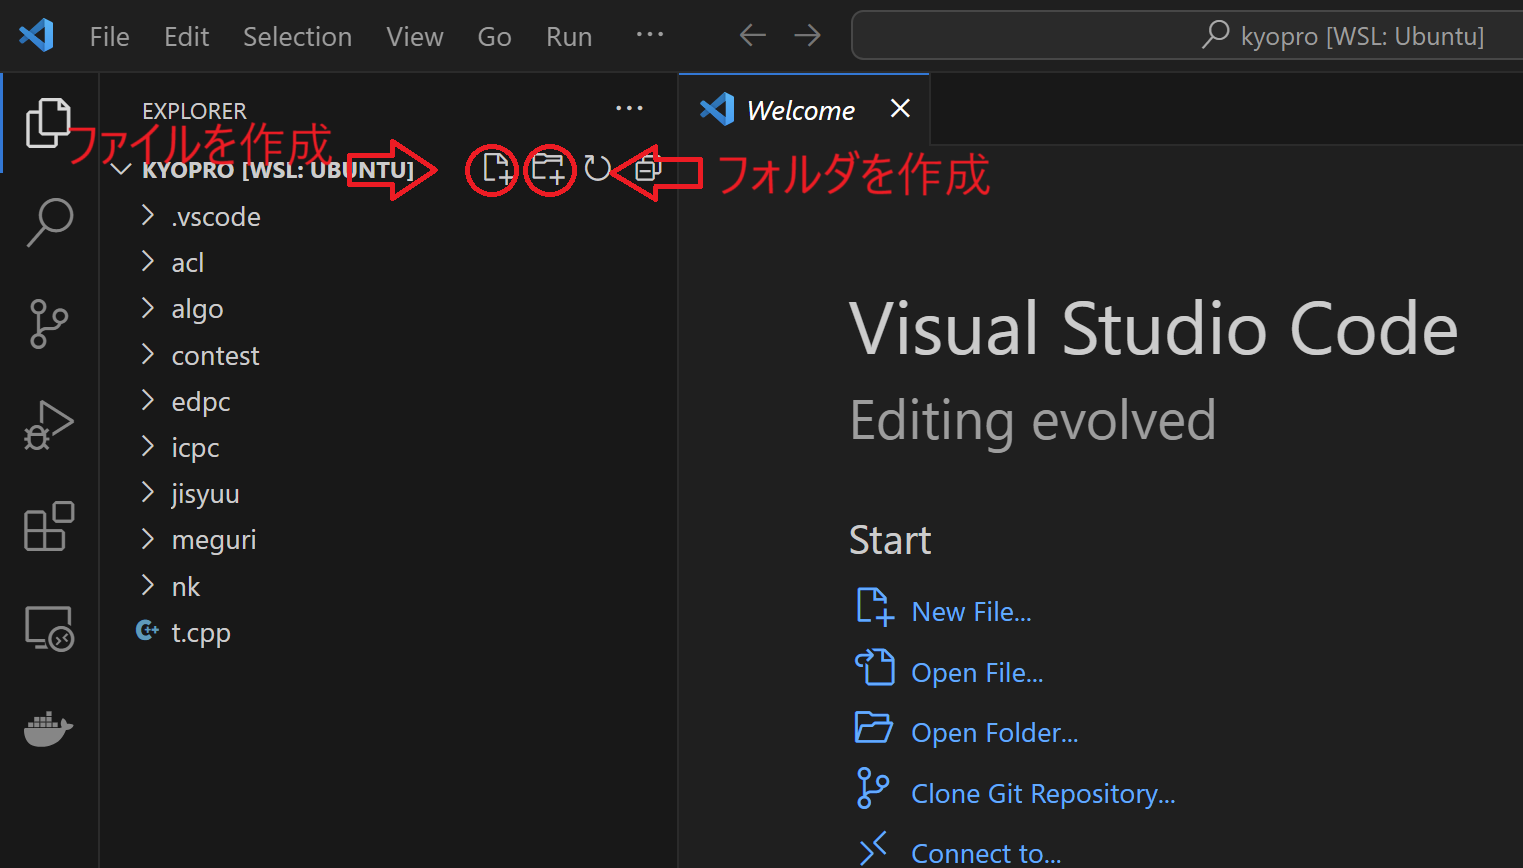 File Edit Selection View Go Run ...
kyopro [WSL: Ubuntu]
EXPLORER ...
Welcome
ファイルを作成
KYOPRO [WSL: UBUNTU]
フォルダを作成
.vscode
acl
algo
contest
edpc
icpc
jisyuu
meguri
nk
t.cpp
Visual Studio Code
Editing evolved
Start
New File...
Open File...
Open Folder...
Clone Git Repository...
Connect to...